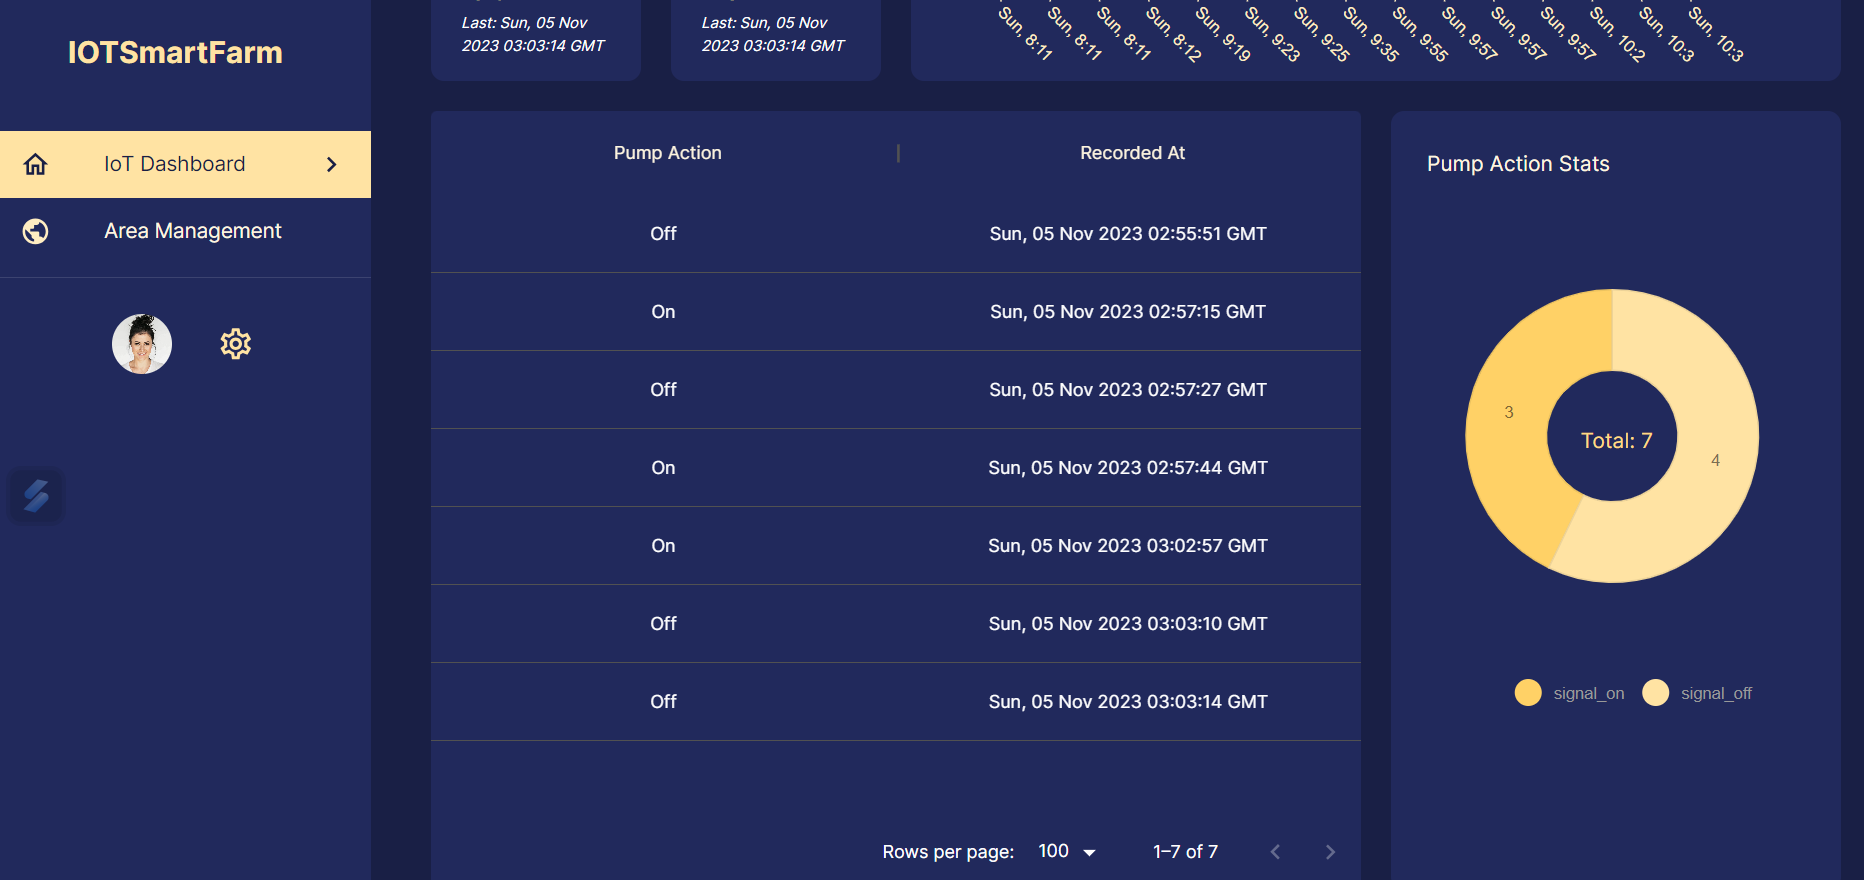 IOTSmartFarm
IoT Dashboard
Area Management
Last: Sun, 05 Nov
2023 03:03:14 GMT
Last: Sun, 05 Nov
2023 03:03:14 GMT
Sun, 8:11
Sun, 8:11
Sun, 8:11
Sun, 8:12
Sun, 9:19
Sun, 9:23
Sun, 9:25
Sun, 9:35
Sun, 9:55
Sun, 9:57
Sun, 9:57
Sun, 9:57
Sun, 10:2
Sun, 10:3
Sun, 10:3
Pump Action | Recorded At
Off Sun, 05 Nov 2023 02:55:51 GMT
On Sun, 05 Nov 2023 02:57:15 GMT
Off Sun, 05 Nov 2023 02:57:27 GMT
On Sun, 05 Nov 2023 02:57:44 GMT
On Sun, 05 Nov 2023 03:02:57 GMT
Off Sun, 05 Nov 2023 03:03:10 GMT
Off Sun, 05 Nov 2023 03:03:14 GMT
Rows per page: 100 1–7 of 7
Pump Action Stats
3
Total: 7
4
signal_on signal_off